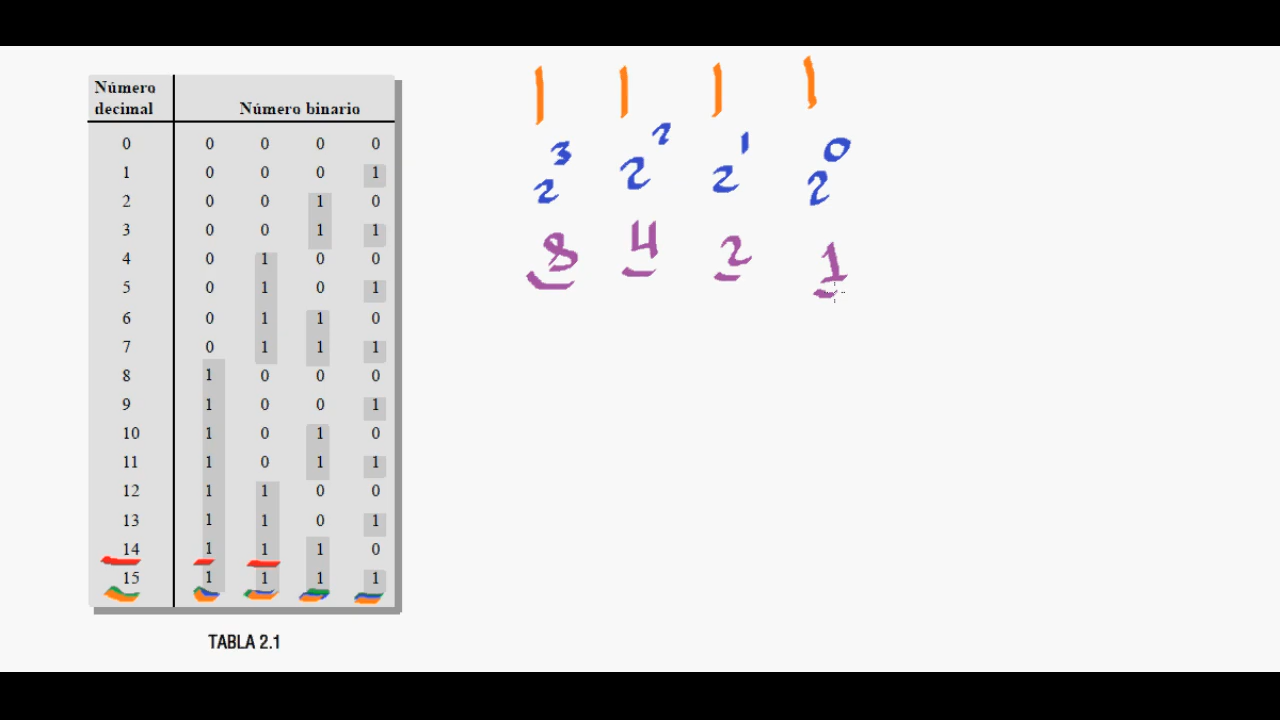 Número decimal Número binario
0 0 0 0 0
1 0 0 0 1
2 0 0 1 0
3 0 0 1 1
4 0 1 0 0
5 0 1 0 1
6 0 1 1 0
7 0 1 1 1
8 1 0 0 0
9 1 0 0 1
10 1 0 1 0
11 1 0 1 1
12 1 1 0 0
13 1 1 0 1
14 1 1 1 0
15 1 1 1 1
TABLA 2.1
1 1 1 1
2³ 2² 2¹ 2⁰
8 4 2 1